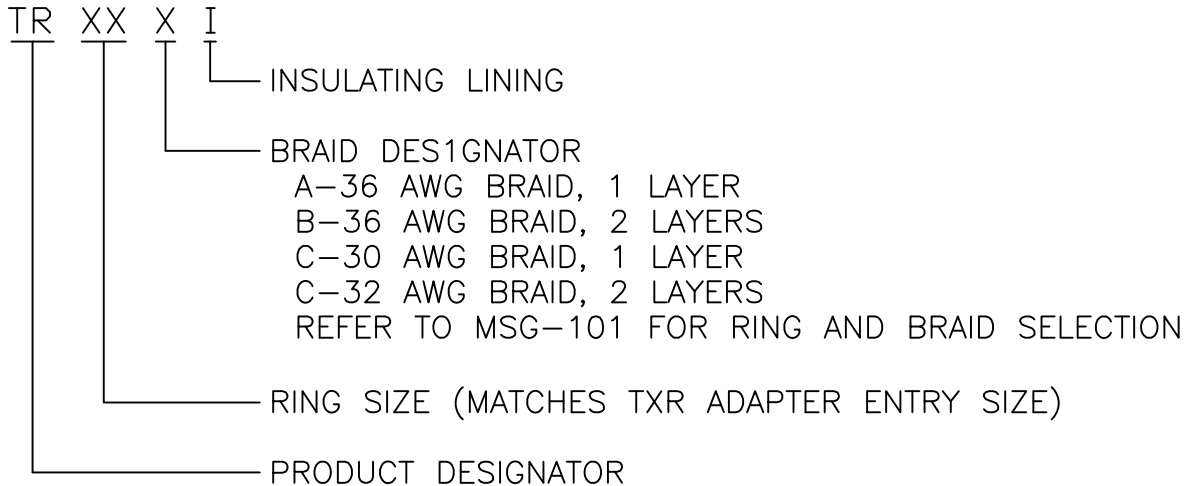 TR XX X I
INSULATING LINING
BRAID DES1GNATOR
A-36 AWG BRAID, 1 LAYER
B-36 AWG BRAID, 2 LAYERS
C-30 AWG BRAID, 1 LAYER
C-32 AWG BRAID, 2 LAYERS
REFER TO MSG-101 FOR RING AND BRAID SELECTION
RING SIZE (MATCHES TXR ADAPTER ENTRY SIZE)
PRODUCT DESIGNATOR